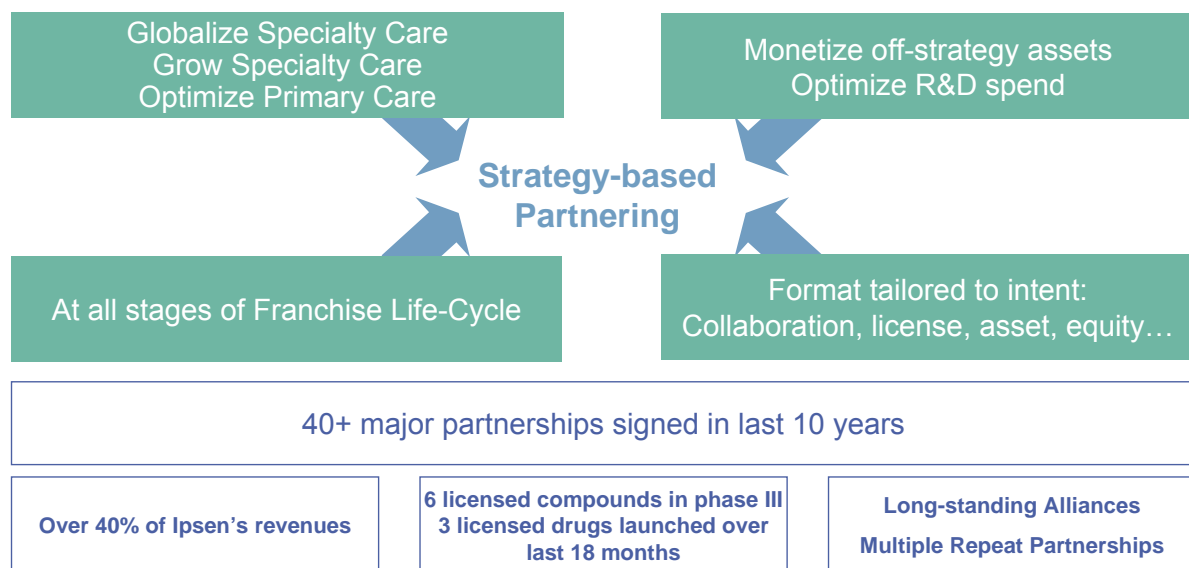 Globalize Specialty Care
Grow Specialty Care
Optimize Primary Care
Monetize off-strategy assets
Optimize R&D spend
Strategy-based
Partnering
At all stages of Franchise Life-Cycle
Format tailored to intent:
Collaboration, license, asset, equity…
40+ major partnerships signed in last 10 years
Over 40% of Ipsen’s revenues
6 licensed compounds in phase III
3 licensed drugs launched over
last 18 months
Long-standing Alliances
Multiple Repeat Partnerships